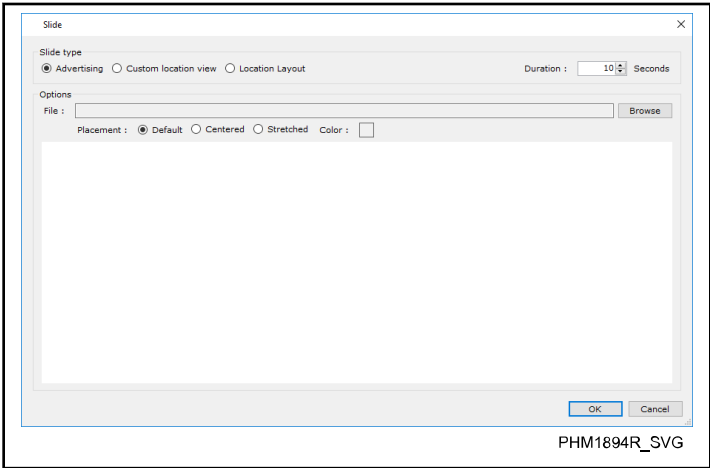 Slide
Slide type
Advertising Custom location view Location Layout Duration : 10 Seconds
Options
File : Browse
Placement : Default Centered Stretched Color :
OK Cancel
PHM1894R_SVG